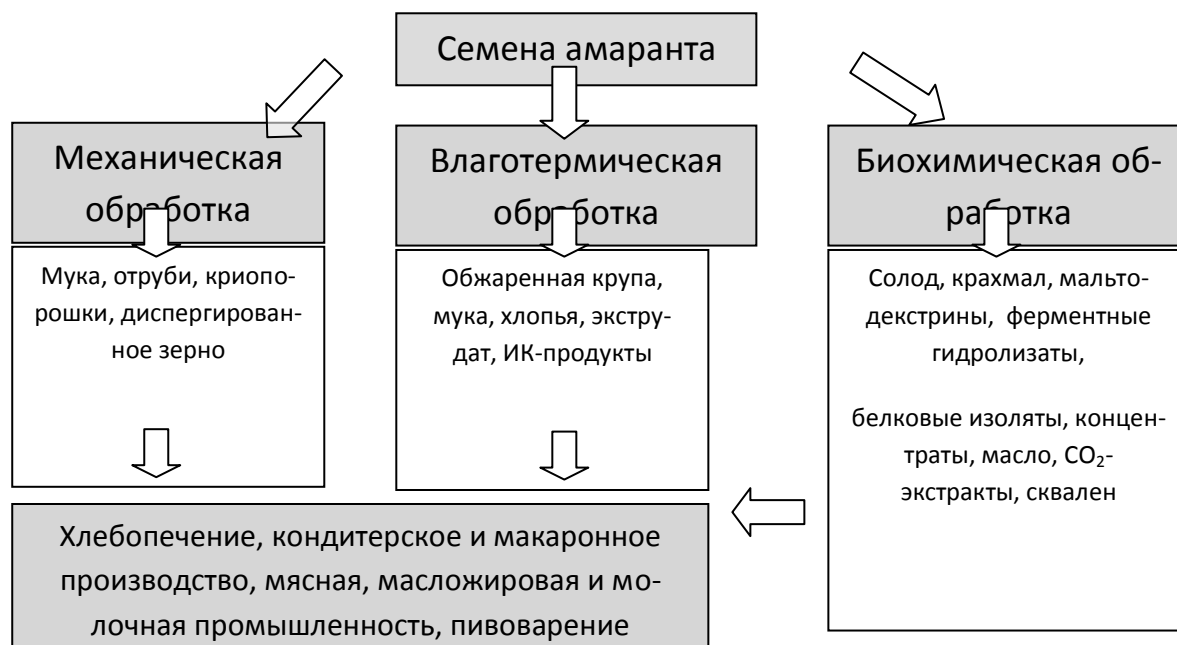 Семена амаранта
Механическая
обработка
Влаготермическая
обработка
Биохимическая об-
работка
Мука, отруби, криопо-
рошки, диспергирован-
ное зерно
Обжаренная крупа,
мука, хлопья, экстру-
дат, ИК-продукты
Солод, крахмал, мальто-
декстрины, ферментные
гидролизаты,
белковые изоляты, концен-
траты, масло, CO₂-
экстракты, сквален
Хлебопечение, кондитерское и макаронное
производство, мясная, масложировая и мо-
лочная промышленность, пивоварение